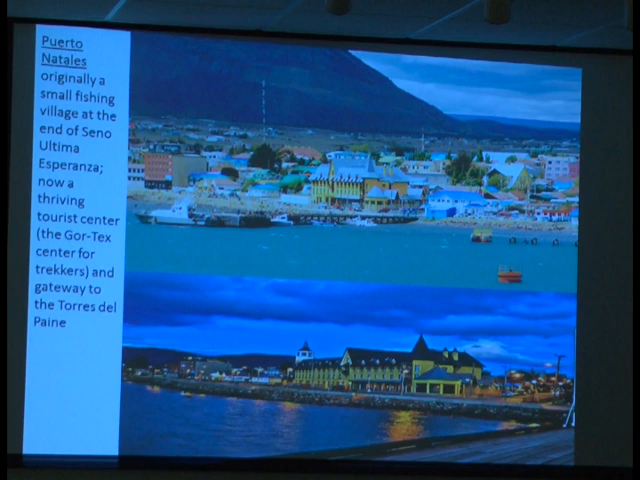 Puerto
Natales
originally a
small fishing
village at the
end of Seno
Ultima
Esperanza;
now a
thriving
tourist center
(the Gor-Tex
center for
trekkers) and
gateway to
the Torres del
Paine